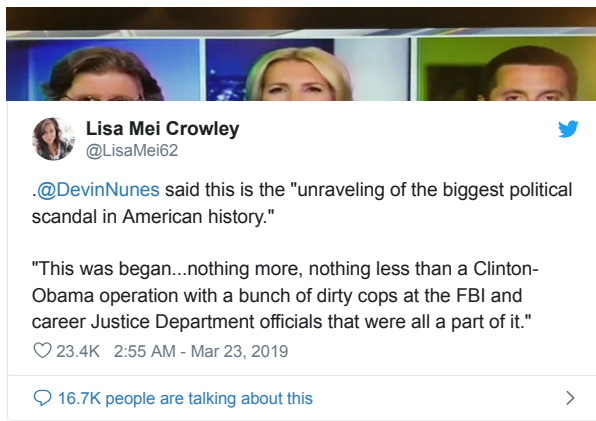 Lisa Mei Crowley
@LisaMei62
.@DevinNunes said this is the "unraveling of the biggest political
scandal in American history."
"This was began...nothing more, nothing less than a Clinton-
Obama operation with a bunch of dirty cops at the FBI and
career Justice Department officials that were all a part of it."
23.4K 2:55 AM - Mar 23, 2019
16.7K people are talking about this